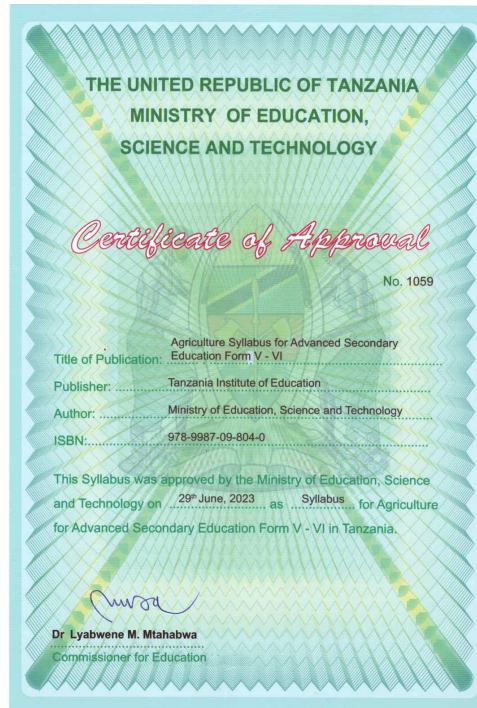 THE UNITED REPUBLIC OF TANZANIA
MINISTRY OF EDUCATION,
SCIENCE AND TECHNOLOGY
Certificate of Approval
No. 1059
Title of Publication: Agriculture Syllabus for Advanced Secondary
Education Form V - VI
Publisher: Tanzania Institute of Education
Author: Ministry of Education, Science and Technology
ISBN: 978-9987-09-804-0
This Syllabus was approved by the Ministry of Education, Science
and Technology on 29th June, 2023 as Syllabus for Agriculture
for Advanced Secondary Education Form V - VI in Tanzania.
Dr Lyabwene M. Mtahabwa
Commissioner for Education